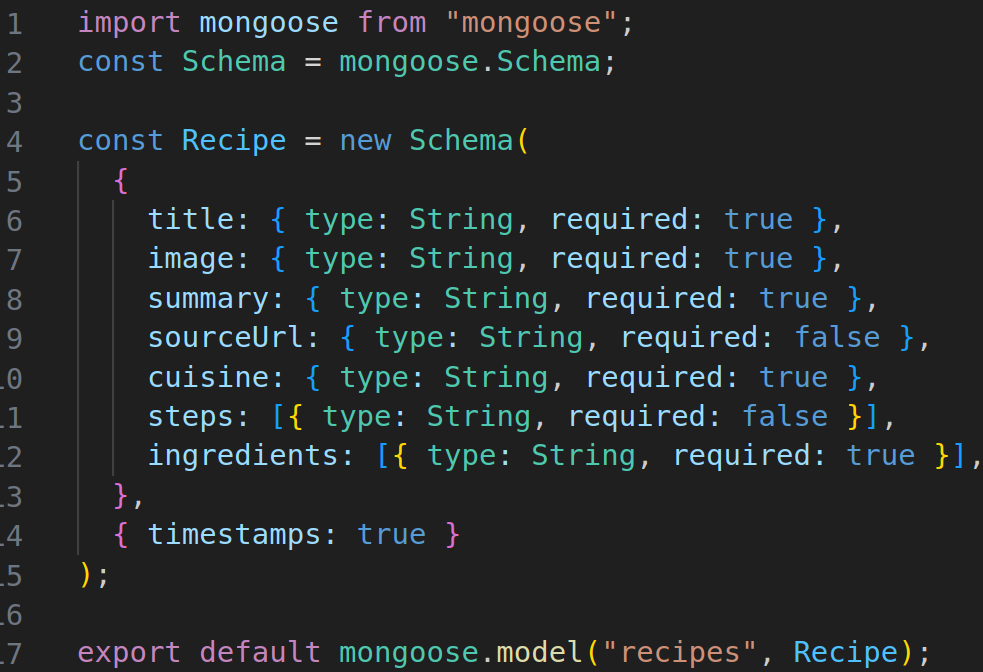 1 import mongoose from "mongoose";
2 const Schema = mongoose.Schema;
3
4 const Recipe = new Schema(
5 {
6 title: { type: String, required: true },
7 image: { type: String, required: true },
8 summary: { type: String, required: true },
9 sourceUrl: { type: String, required: false },
10 cuisine: { type: String, required: true },
11 steps: [{ type: String, required: false }],
12 ingredients: [{ type: String, required: true }],
13 },
14 { timestamps: true }
15 );
16
17 export default mongoose.model("recipes", Recipe);